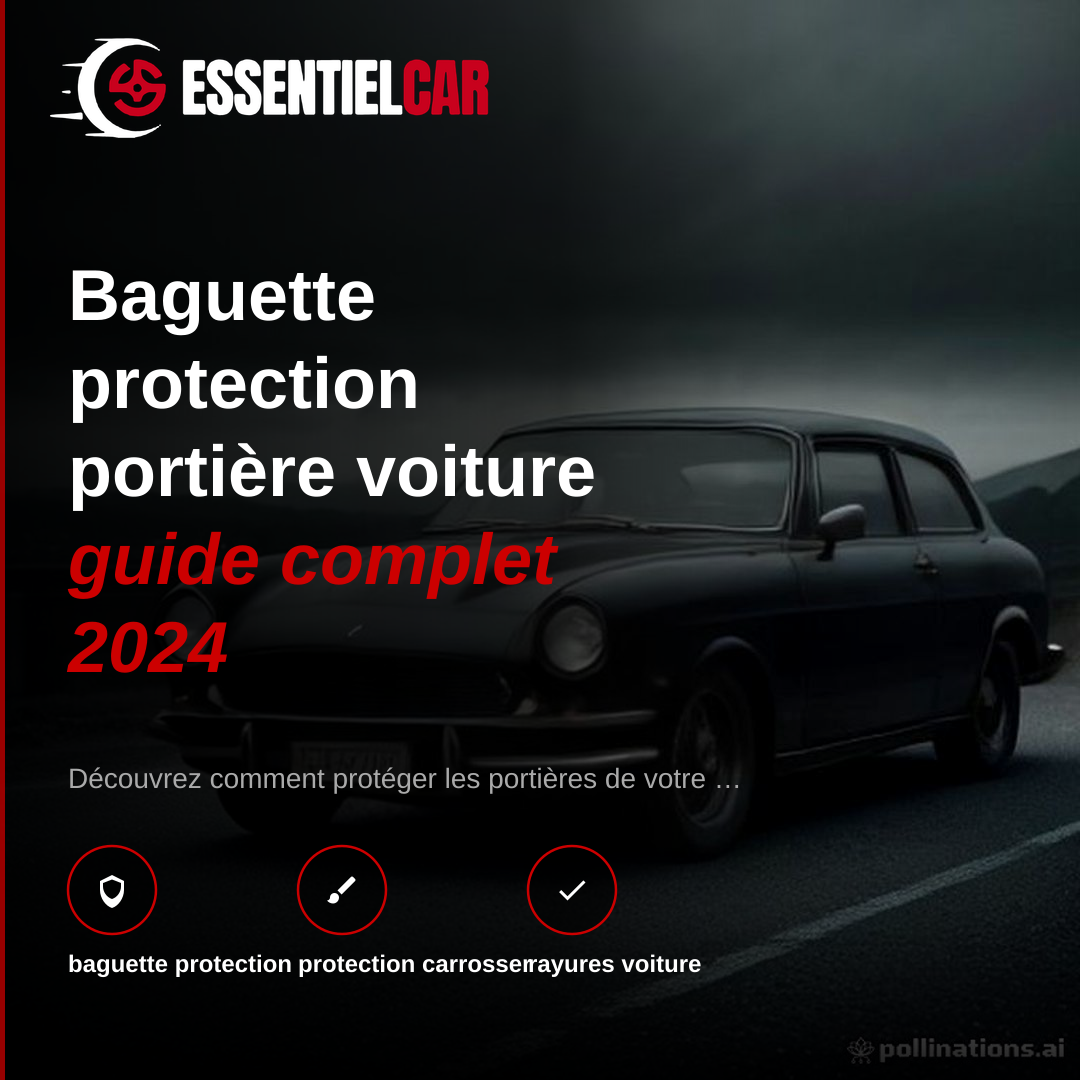 ESSENTIELCAR
Baguette
protection
portière voiture
guide complet
2024
Découvrez comment protéger les portières de votre …
baguette protection protection carrosserrayures voiture
pollinations.ai